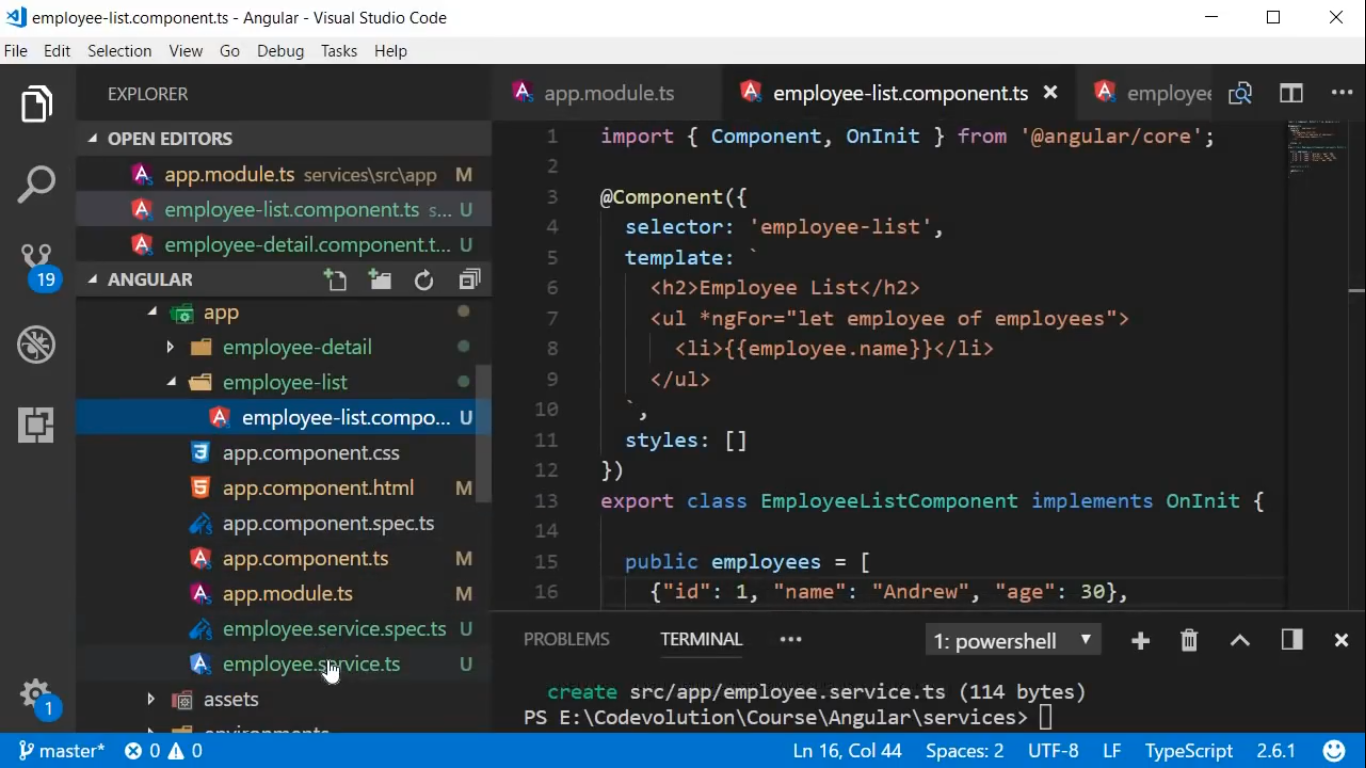 employee-list.component.ts - Angular - Visual Studio Code
File Edit Selection View Go Debug Tasks Help
EXPLORER
OPEN EDITORS
app.module.ts services\src\app M
employee-list.component.ts s... U
employee-detail.component.t... U
ANGULAR
app
employee-detail
employee-list
employee-list.compo... U
app.component.css
app.component.html M
app.component.spec.ts
app.component.ts M
app.module.ts M
employee.service.spec.ts U
employee.service.ts U
assets
environments
19
1
app.module.ts employee-list.component.ts employee
1 import { Component, OnInit } from '@angular/core';
2
3 @Component({
4 selector: 'employee-list',
5 template: `
6 <h2>Employee List</h2>
7 <ul *ngFor="let employee of employees">
8 <li>{{employee.name}}</li>
9 </ul>
10 `,
11 styles: []
12 })
13 export class EmployeeListComponent implements OnInit {
14
15 public employees = [
16 {"id": 1, "name": "Andrew", "age": 30},
PROBLEMS TERMINAL ••• 1: powershell
create src/app/employee.service.ts (114 bytes)
PS E:\Codevolution\Course\Angular\services>
master* 0 0 Ln 16, Col 44 Spaces: 2 UTF-8 LF TypeScript 2.6.1